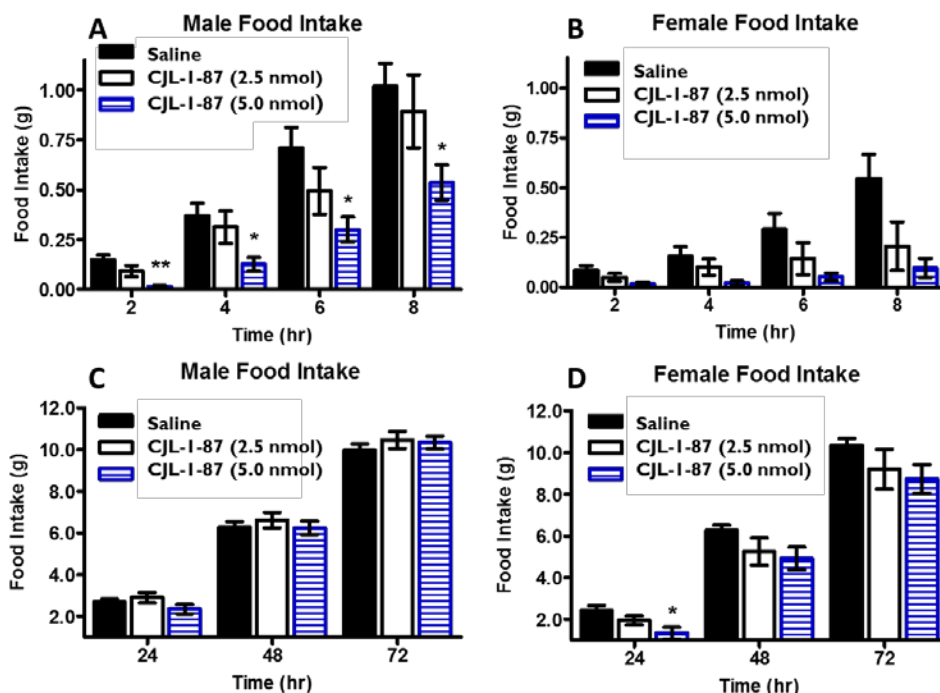 A
Male Food Intake
Saline
CJL-1-87 (2.5 nmol)
CJL-1-87 (5.0 nmol)
Food Intake (g)
1.00
0.75
0.50
0.25
0.00
**
*
*
*
2 4 6 8
Time (hr)
B
Female Food Intake
Saline
CJL-1-87 (2.5 nmol)
CJL-1-87 (5.0 nmol)
Food Intake (g)
1.00
0.75
0.50
0.25
0.00
2 4 6 8
Time (hr)
C
Male Food Intake
Saline
CJL-1-87 (2.5 nmol)
CJL-1-87 (5.0 nmol)
Food Intake (g)
12.0
10.0
8.0
6.0
4.0
2.0
24 48 72
Time (hr)
D
Female Food Intake
Saline
CJL-1-87 (2.5 nmol)
CJL-1-87 (5.0 nmol)
Food Intake (g)
12.0
10.0
8.0
6.0
4.0
2.0
*
24 48 72
Time (hr)